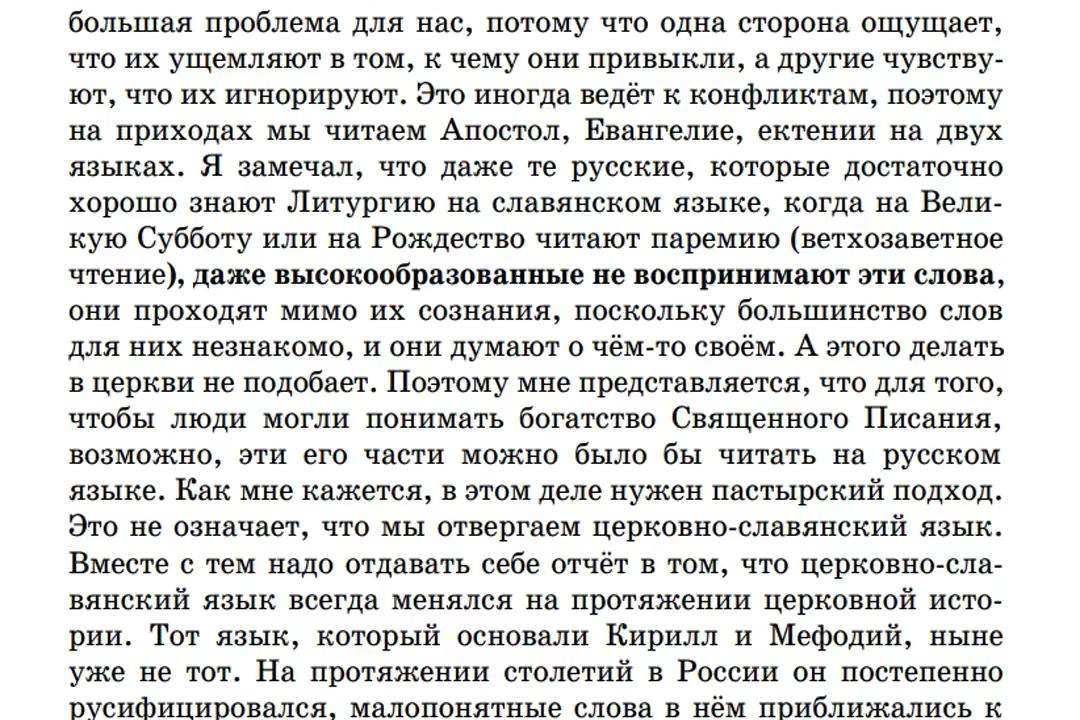 большая проблема для нас, потому что одна сторона ощущает,
что их ущемляют в том, к чему они привыкли, а другие чувству-
ют, что их игнорируют. Это иногда ведёт к конфликтам, поэтому
на приходах мы читаем Апостол, Евангелие, ектении на двух
языках. Я замечал, что даже те русские, которые достаточно
хорошо знают Литургию на славянском языке, когда на Вели-
кую Субботу или на Рождество читают паремию (ветхозаветное
чтение), даже высокообразованные не воспринимают эти слова,
они проходят мимо их сознания, поскольку большинство слов
для них незнакомо, и они думают о чём-то своём. А этого делать
в церкви не подобает. Поэтому мне представляется, что для того,
чтобы люди могли понимать богатство Священного Писания,
возможно, эти его части можно было бы читать на русском
языке. Как мне кажется, в этом деле нужен пастырский подход.
Это не означает, что мы отвергаем церковно-славянский язык.
Вместе с тем надо отдавать себе отчёт в том, что церковно-сла-
вянский язык всегда менялся на протяжении церковной исто-
рии. Тот язык, который основали Кирилл и Мефодий, ныне
уже не тот. На протяжении столетий в России он постепенно
русифицировался, малопонятные слова в нём приближались к